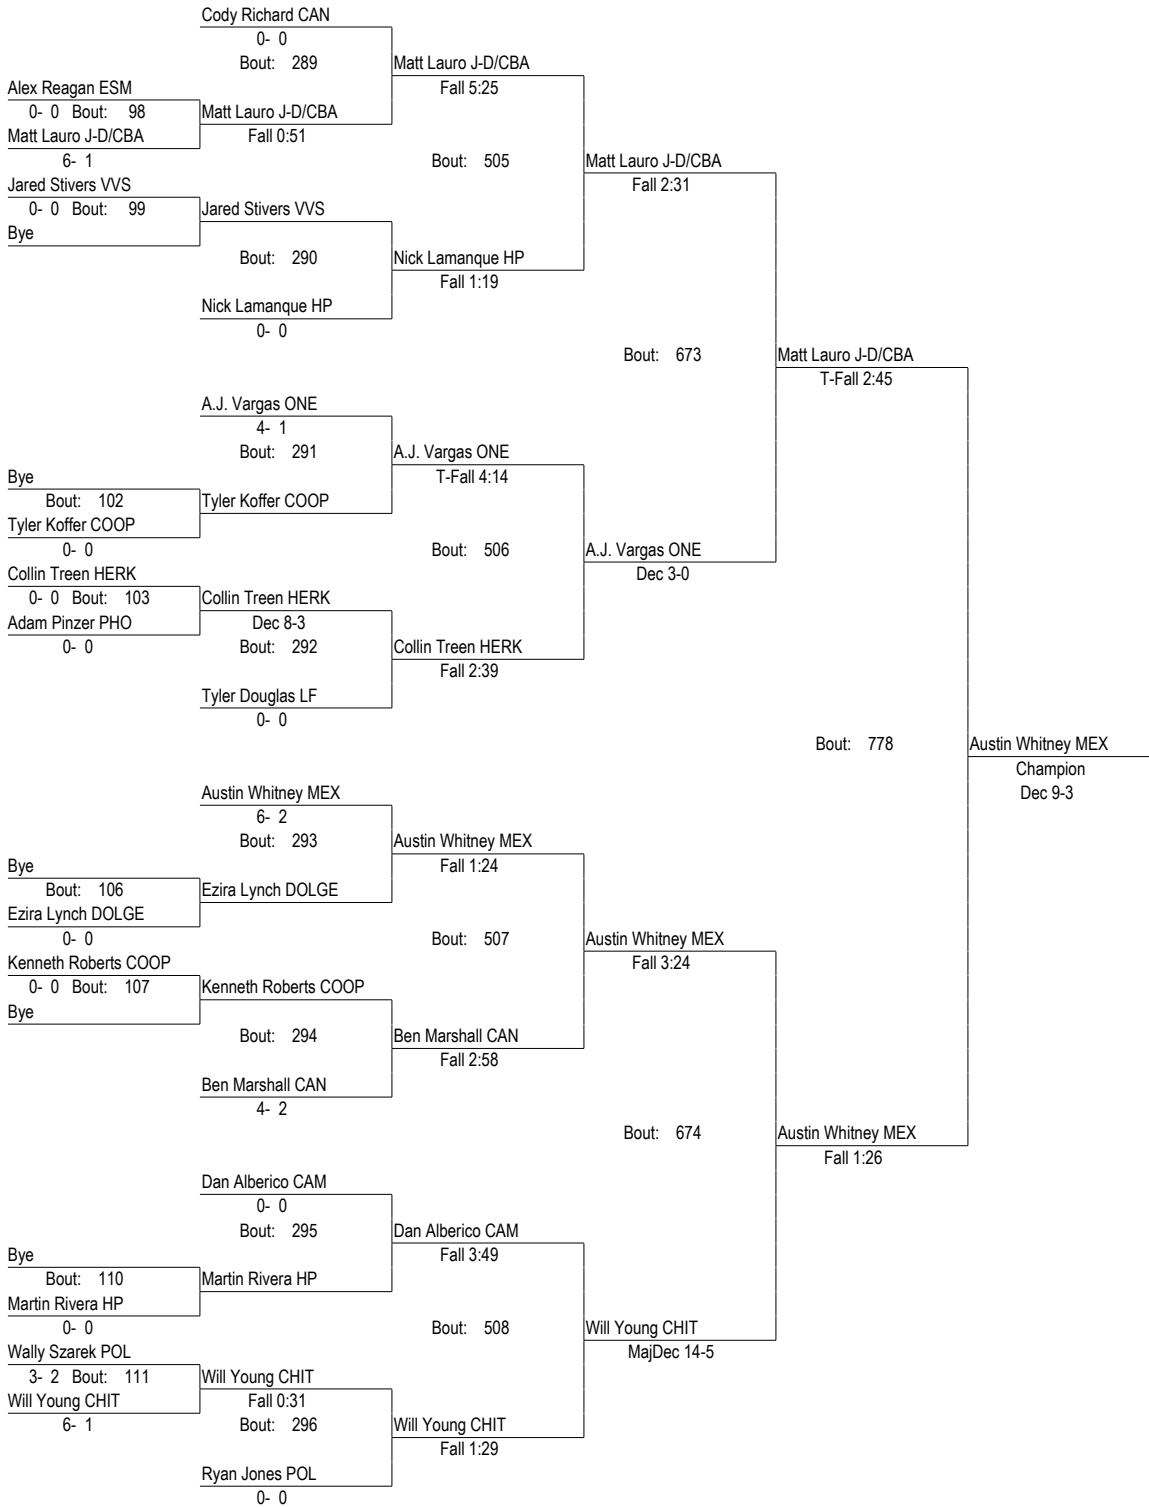 Cody Richard CAN
0- 0
Bout: 289
Matt Lauro J-D/CBA
Fall 5:25
Alex Reagan ESM
0- 0 Bout: 98
Matt Lauro J-D/CBA
Matt Lauro J-D/CBA
Fall 0:51
6- 1
Bout: 505
Matt Lauro J-D/CBA
Fall 2:31
Jared Stivers VVS
0- 0 Bout: 99
Jared Stivers VVS
Bye
Bout: 290
Nick Lamanque HP
Fall 1:19
Nick Lamanque HP
0- 0
Bout: 673
Matt Lauro J-D/CBA
T-Fall 2:45
A.J. Vargas ONE
4- 1
Bout: 291
A.J. Vargas ONE
T-Fall 4:14
Bye
Bout: 102
Tyler Koffer COOP
Tyler Koffer COOP
0- 0
Bout: 506
A.J. Vargas ONE
Dec 3-0
Collin Treen HERK
0- 0 Bout: 103
Collin Treen HERK
Adam Pinzer PHO
Dec 8-3
0- 0
Bout: 292
Collin Treen HERK
Fall 2:39
Tyler Douglas LF
0- 0
Bout: 778
Austin Whitney MEX
Champion
Dec 9-3
Austin Whitney MEX
6- 2
Bout: 293
Austin Whitney MEX
Fall 1:24
Bye
Bout: 106
Ezira Lynch DOLGE
Ezira Lynch DOLGE
0- 0
Bout: 507
Austin Whitney MEX
Fall 3:24
Kenneth Roberts COOP
0- 0 Bout: 107
Kenneth Roberts COOP
Bye
Bout: 294
Ben Marshall CAN
Fall 2:58
Ben Marshall CAN
4- 2
Bout: 674
Austin Whitney MEX
Fall 1:26
Dan Alberico CAM
0- 0
Bout: 295
Dan Alberico CAM
Fall 3:49
Bye
Bout: 110
Martin Rivera HP
Martin Rivera HP
0- 0
Bout: 508
Will Young CHIT
MajDec 14-5
Wally Szarek POL
3- 2 Bout: 111
Will Young CHIT
Will Young CHIT
Fall 0:31
6- 1
Bout: 296
Will Young CHIT
Fall 1:29
Ryan Jones POL
0- 0